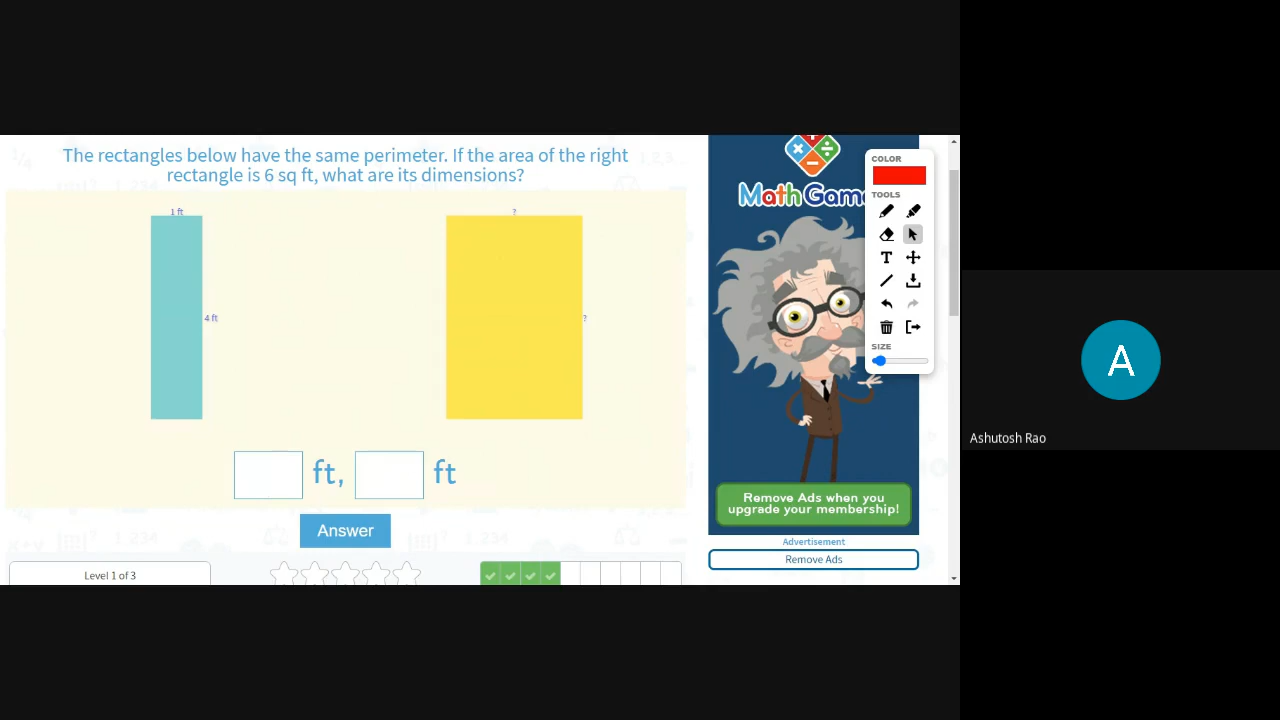 The rectangles below have the same perimeter. If the area of the right
rectangle is 6 sq ft, what are its dimensions?
1 ft
4 ft
?
?
ft,
ft
Answer
Level 1 of 3
Math
COLOR
TOOLS
T
SIZE
Remove Ads when you
upgrade your membership!
Advertisement
Remove Ads
A
Ashutosh Rao